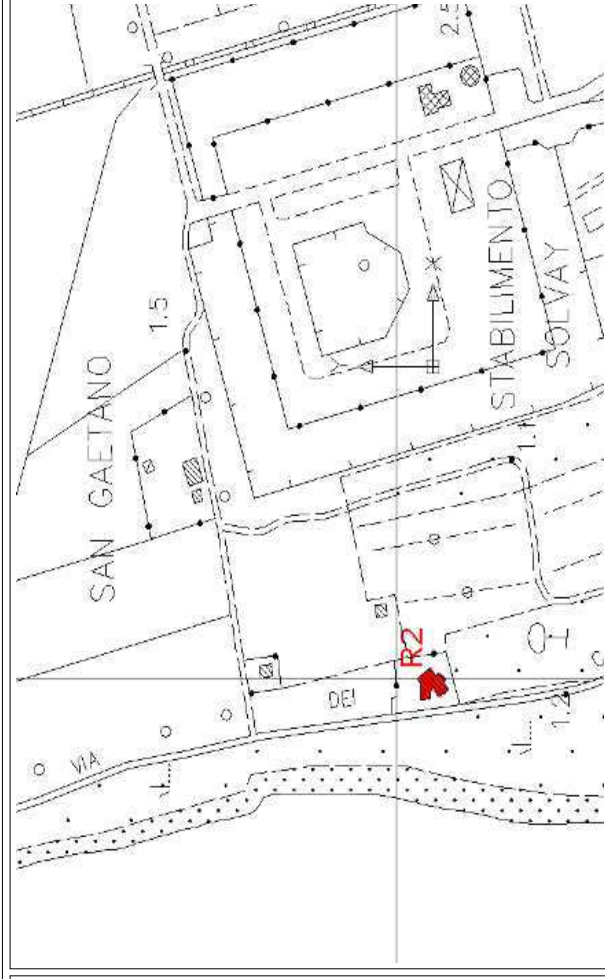 2.5
1.5
SAN GAETANO
STABILIMENTO
SOLVAY
X
Y
1.1
R2
DEI
VIA
1.2